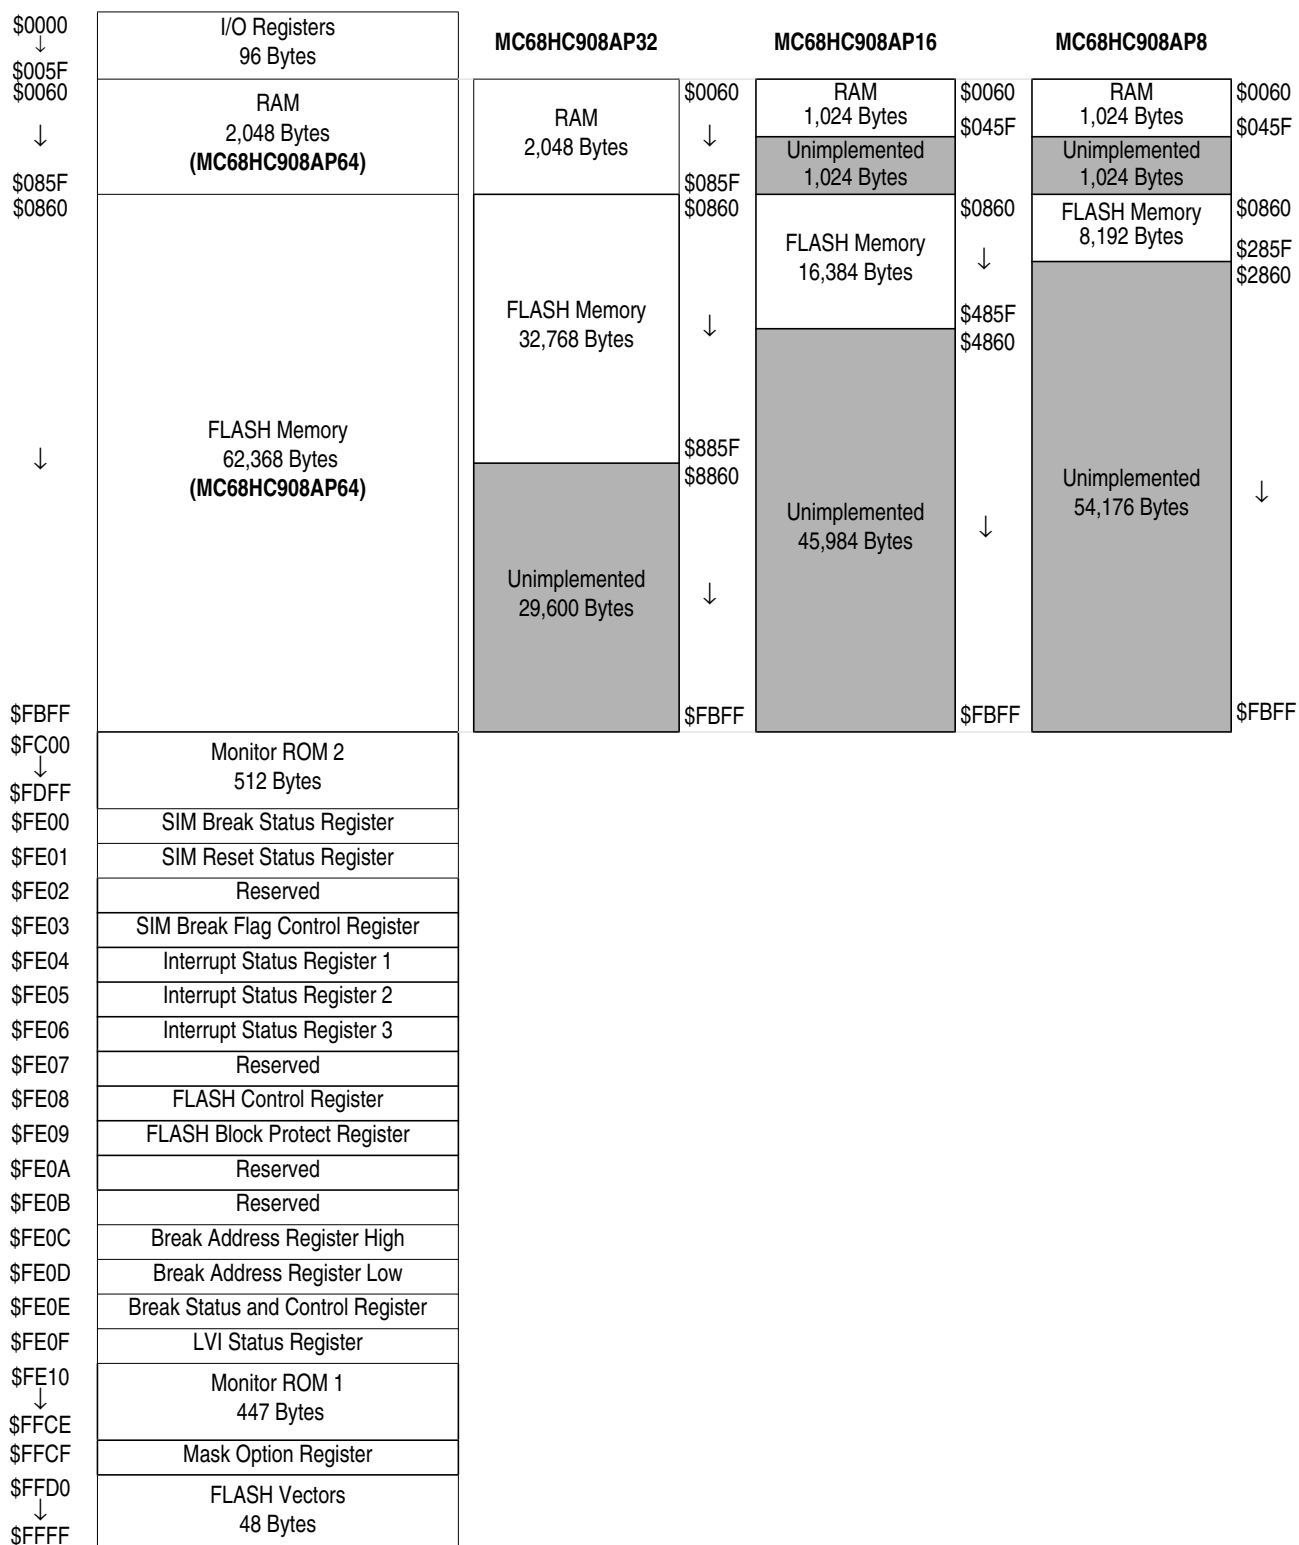 $0000
↓
$005F
I/O Registers
96 Bytes
MC68HC908AP32
MC68HC908AP16
MC68HC908AP8
$0060
↓
$085F
RAM
2,048 Bytes
(MC68HC908AP64)
RAM
2,048 Bytes
$0060
↓
$085F
RAM
1,024 Bytes
$0060
$045F
Unimplemented
1,024 Bytes
RAM
1,024 Bytes
$0060
$045F
Unimplemented
1,024 Bytes
$0860
↓
$FBFF
FLASH Memory
62,368 Bytes
(MC68HC908AP64)
FLASH Memory
32,768 Bytes
$0860
↓
$885F
Unimplemented
29,600 Bytes
$8860
↓
$FBFF
FLASH Memory
16,384 Bytes
$0860
↓
$485F
Unimplemented
45,984 Bytes
$4860
↓
$FBFF
FLASH Memory
8,192 Bytes
$0860
$285F
Unimplemented
54,176 Bytes
$2860
↓
$FBFF
$FC00
↓
$FDFF
Monitor ROM 2
512 Bytes
$FE00 SIM Break Status Register
$FE01 SIM Reset Status Register
$FE02 Reserved
$FE03 SIM Break Flag Control Register
$FE04 Interrupt Status Register 1
$FE05 Interrupt Status Register 2
$FE06 Interrupt Status Register 3
$FE07 Reserved
$FE08 FLASH Control Register
$FE09 FLASH Block Protect Register
$FE0A Reserved
$FE0B Reserved
$FE0C Break Address Register High
$FE0D Break Address Register Low
$FE0E Break Status and Control Register
$FE0F LVI Status Register
$FE10
↓
$FFCE
Monitor ROM 1
447 Bytes
$FFCF Mask Option Register
$FFD0
↓
$FFFF
FLASH Vectors
48 Bytes